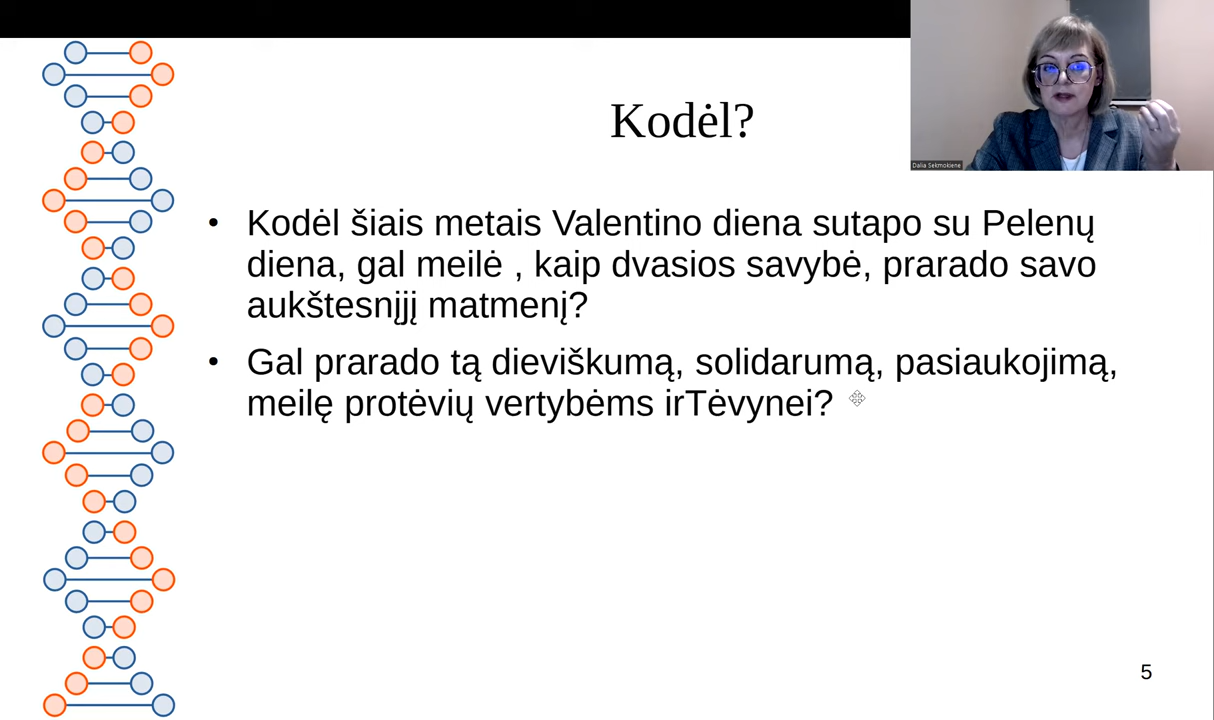 Kodėl?
Dalia Sekmokiene
• Kodėl šiais metais Valentino diena sutapo su Pelenų
diena, gal meilė , kaip dvasios savybė, prarado savo
aukštesnįjį matmenį?
• Gal prarado tą dieviškumą, solidarumą, pasiaukojimą,
meilę protėvių vertybėms irTėvynei?
5